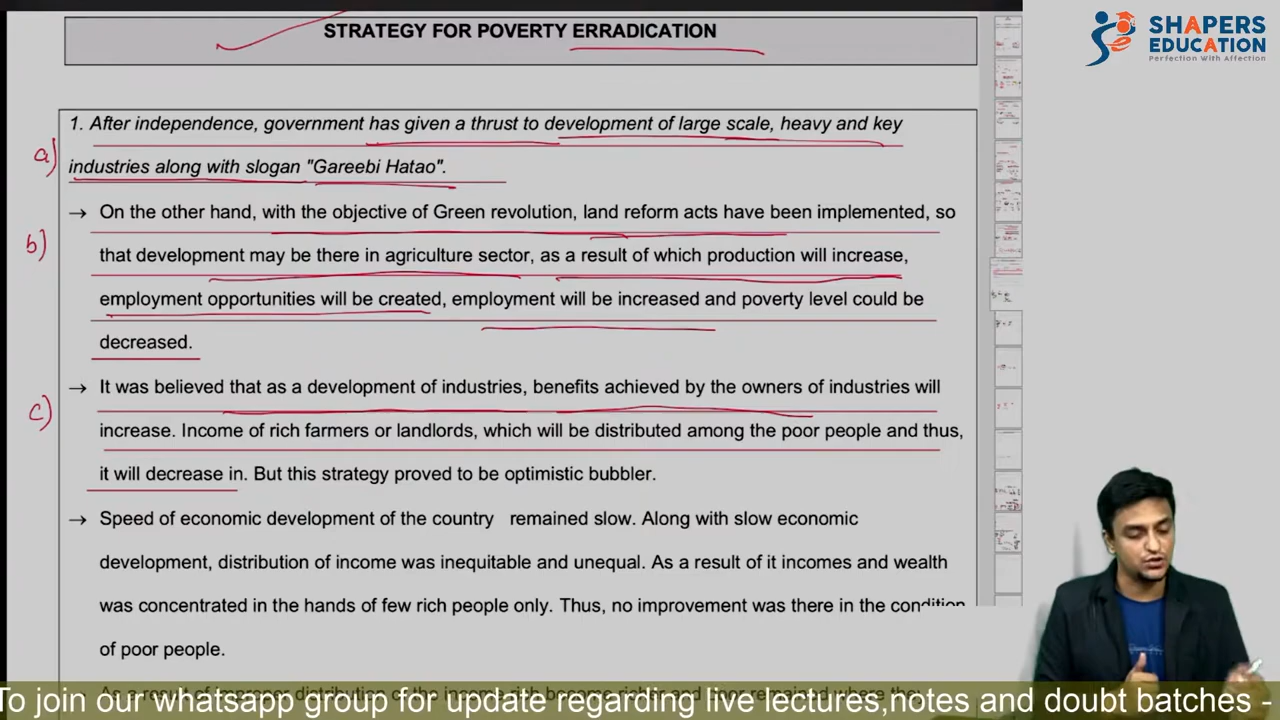 SHAPERS
EDUCATION
Perfection With Affection
STRATEGY FOR POVERTY ERRADICATION
1. After independence, government has given a thrust to development of large scale, heavy and key
a)
industries along with slogan "Gareebi Hatao".
→ On the other hand, with the objective of Green revolution, land reform acts have been implemented, so
b)
that development may be there in agriculture sector, as a result of which production will increase,
employment opportunities will be created, employment will be increased and poverty level could be
decreased.
→ It was believed that as a development of industries, benefits achieved by the owners of industries will
c)
increase. Income of rich farmers or landlords, which will be distributed among the poor people and thus,
it will decrease in. But this strategy proved to be optimistic bubbler.
→ Speed of economic development of the country remained slow. Along with slow economic
development, distribution of income was inequitable and unequal. As a result of it incomes and wealth
was concentrated in the hands of few rich people only. Thus, no improvement was there in the condition
of poor people.
To join our whatsapp group for update regarding live lectures,notes and doubt batches -